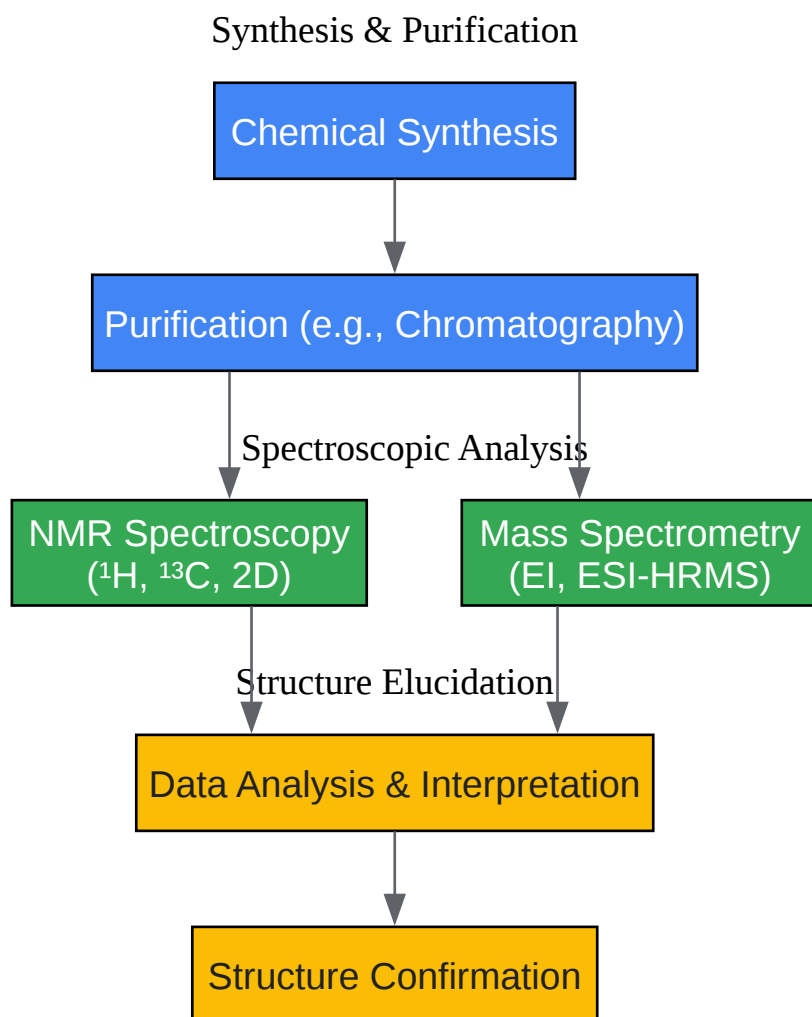 Synthesis & Purification
Chemical Synthesis
Purification (e.g., Chromatography)
Spectroscopic Analysis
NMR Spectroscopy
(¹H, ¹³C, 2D)
Mass Spectrometry
(EI, ESI-HRMS)
Structure Elucidation
Data Analysis & Interpretation
Structure Confirmation